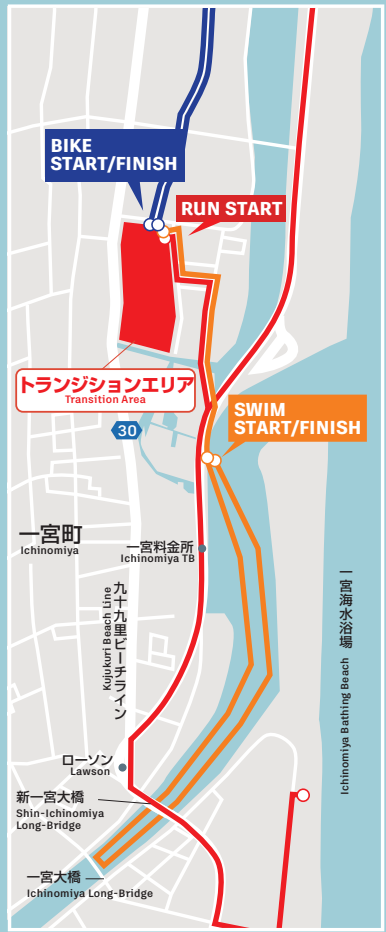 BIKE
START/FINISH
RUN START
トランジションエリア
Transition Area
SWIM
START/FINISH
30
一宮町
Ichinomiya
一宮料金所
Ichinomiya TB
九十九里ビーチライン
Kujukuri Beach Line
一宮海水浴場
Ichinomiya Bathing Beach
ローソン
Lawson
新一宮大橋
Shin-Ichinomiya
Long-Bridge
一宮大橋
Ichinomiya Long-Bridge